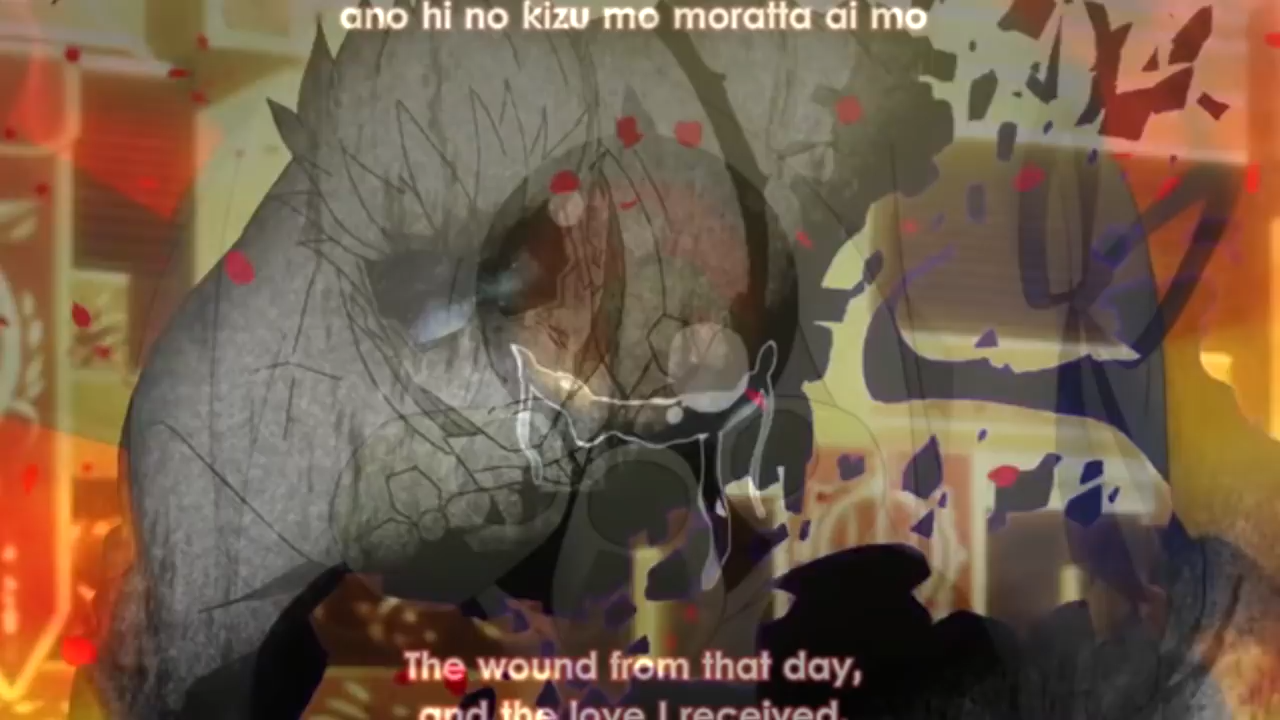 ano hi no kizu mo moratta ai mo
The wound from that day,
and the love I received.